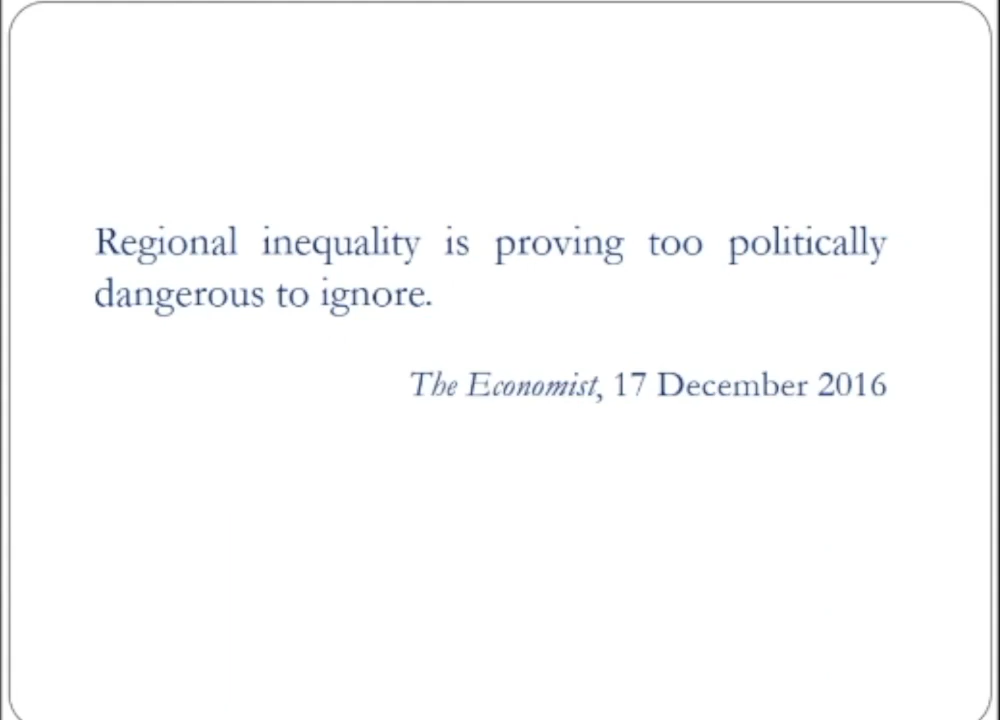 Regional inequality is proving too politically
dangerous to ignore.
The Economist, 17 December 2016